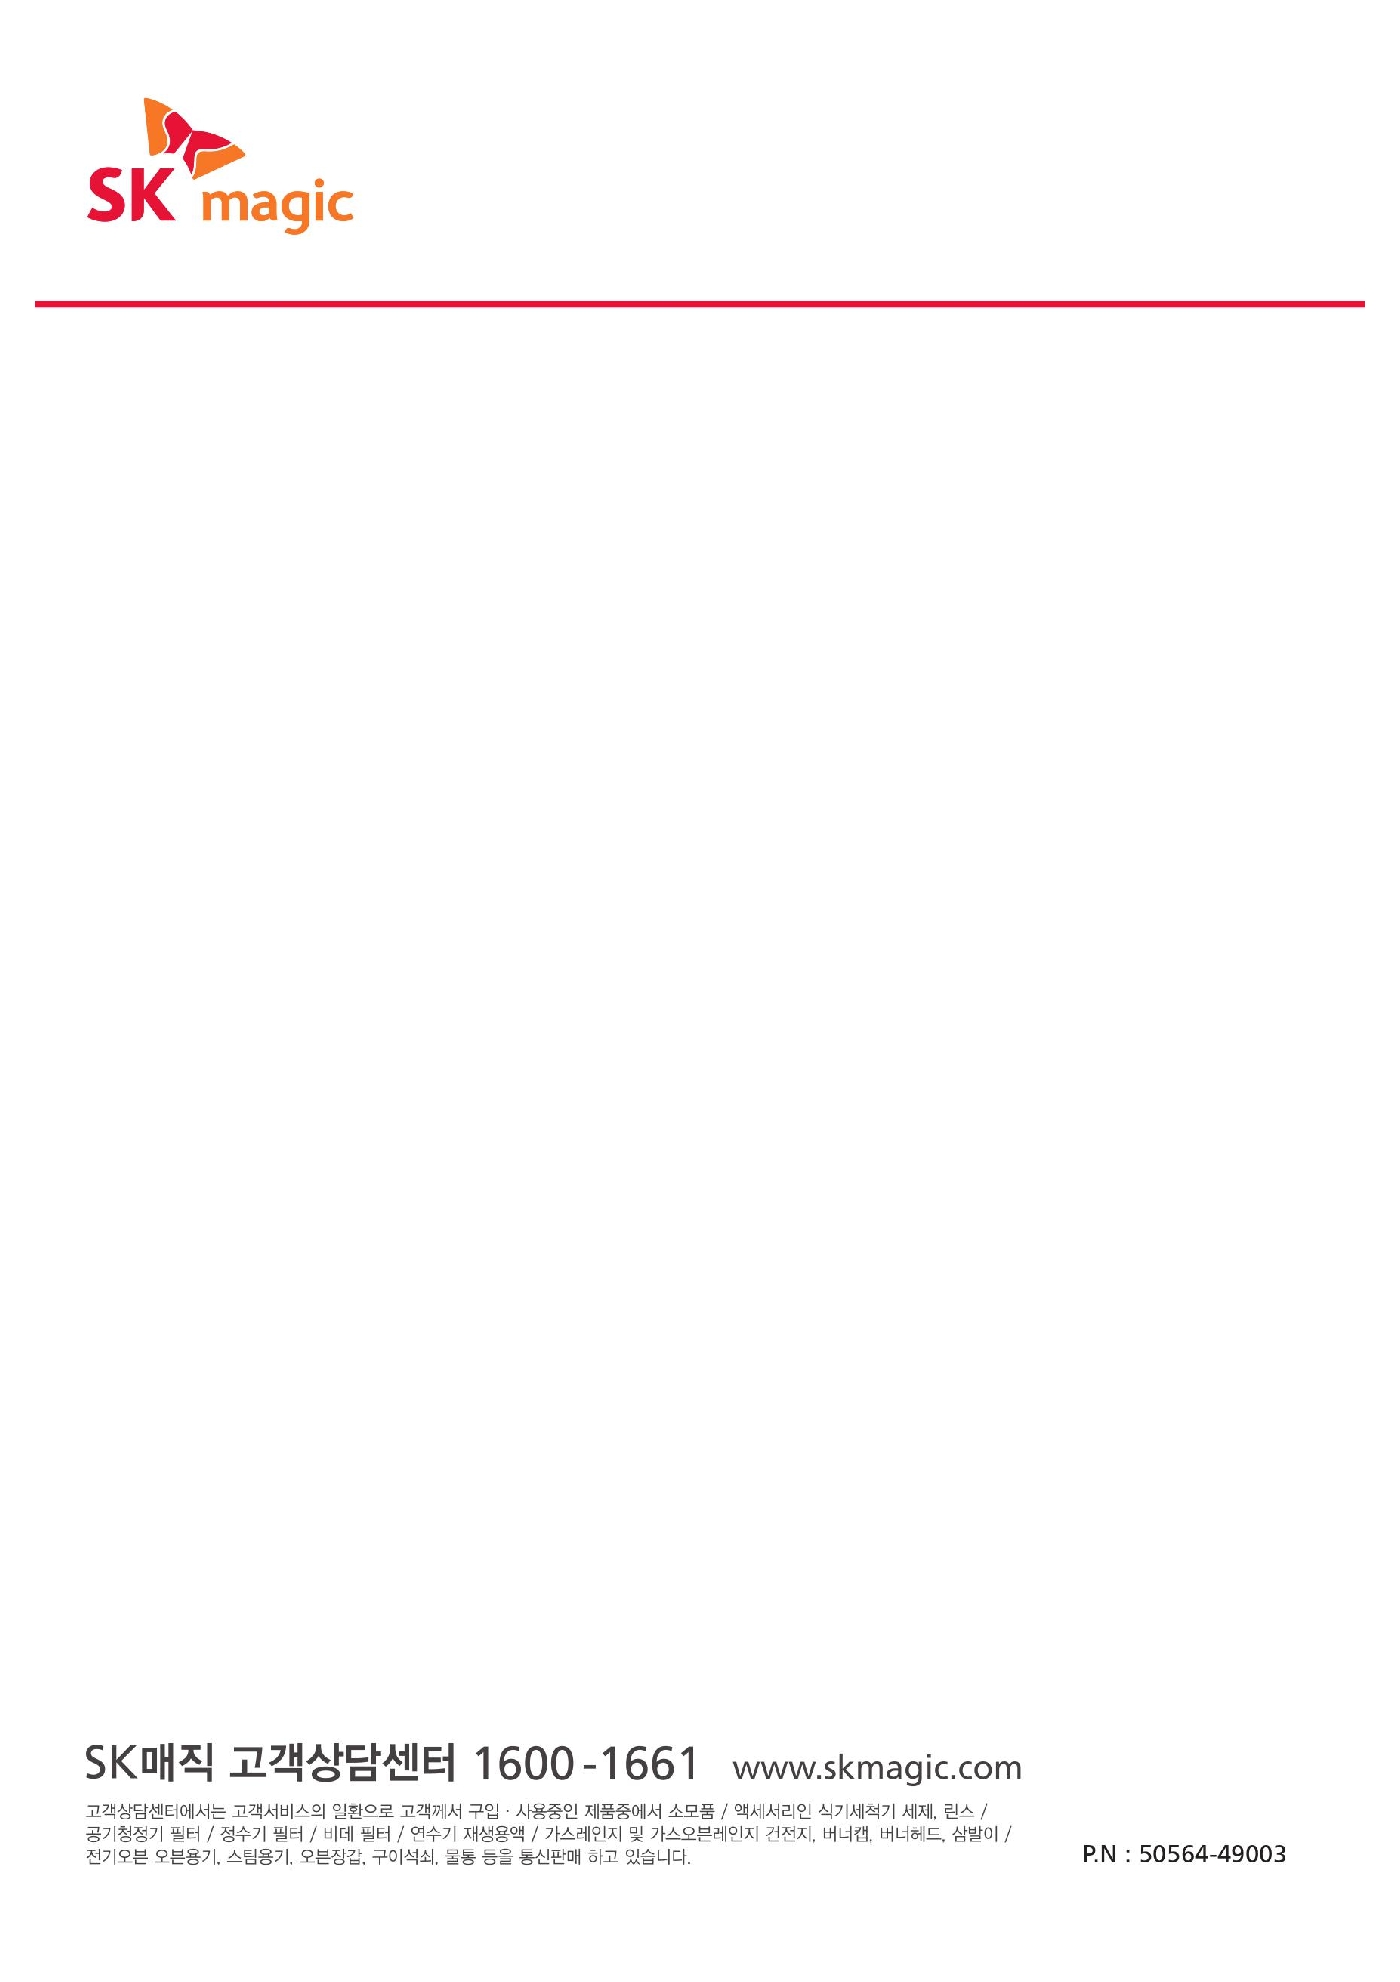 SK magic
SK매직 고객상담센터 1600-1661 www.skmagic.com
고객상담센터에서는 고객서비스의 일환으로 고객께서 구입 · 사용중인 제품중에서 소모품 / 액세서리인 식기세척기 세제, 린스 /
공기청정기 필터 / 정수기 필터 / 비데 필터 / 연수기 재생용액 / 가스레인지 및 가스오븐레인지 건전지, 버너캡, 버너헤드, 삼발이 /
전기오븐 오븐용기, 스팀용기, 오븐장갑, 구이석쇠, 물통 등을 통신판매 하고 있습니다.
P.N : 50564-49003